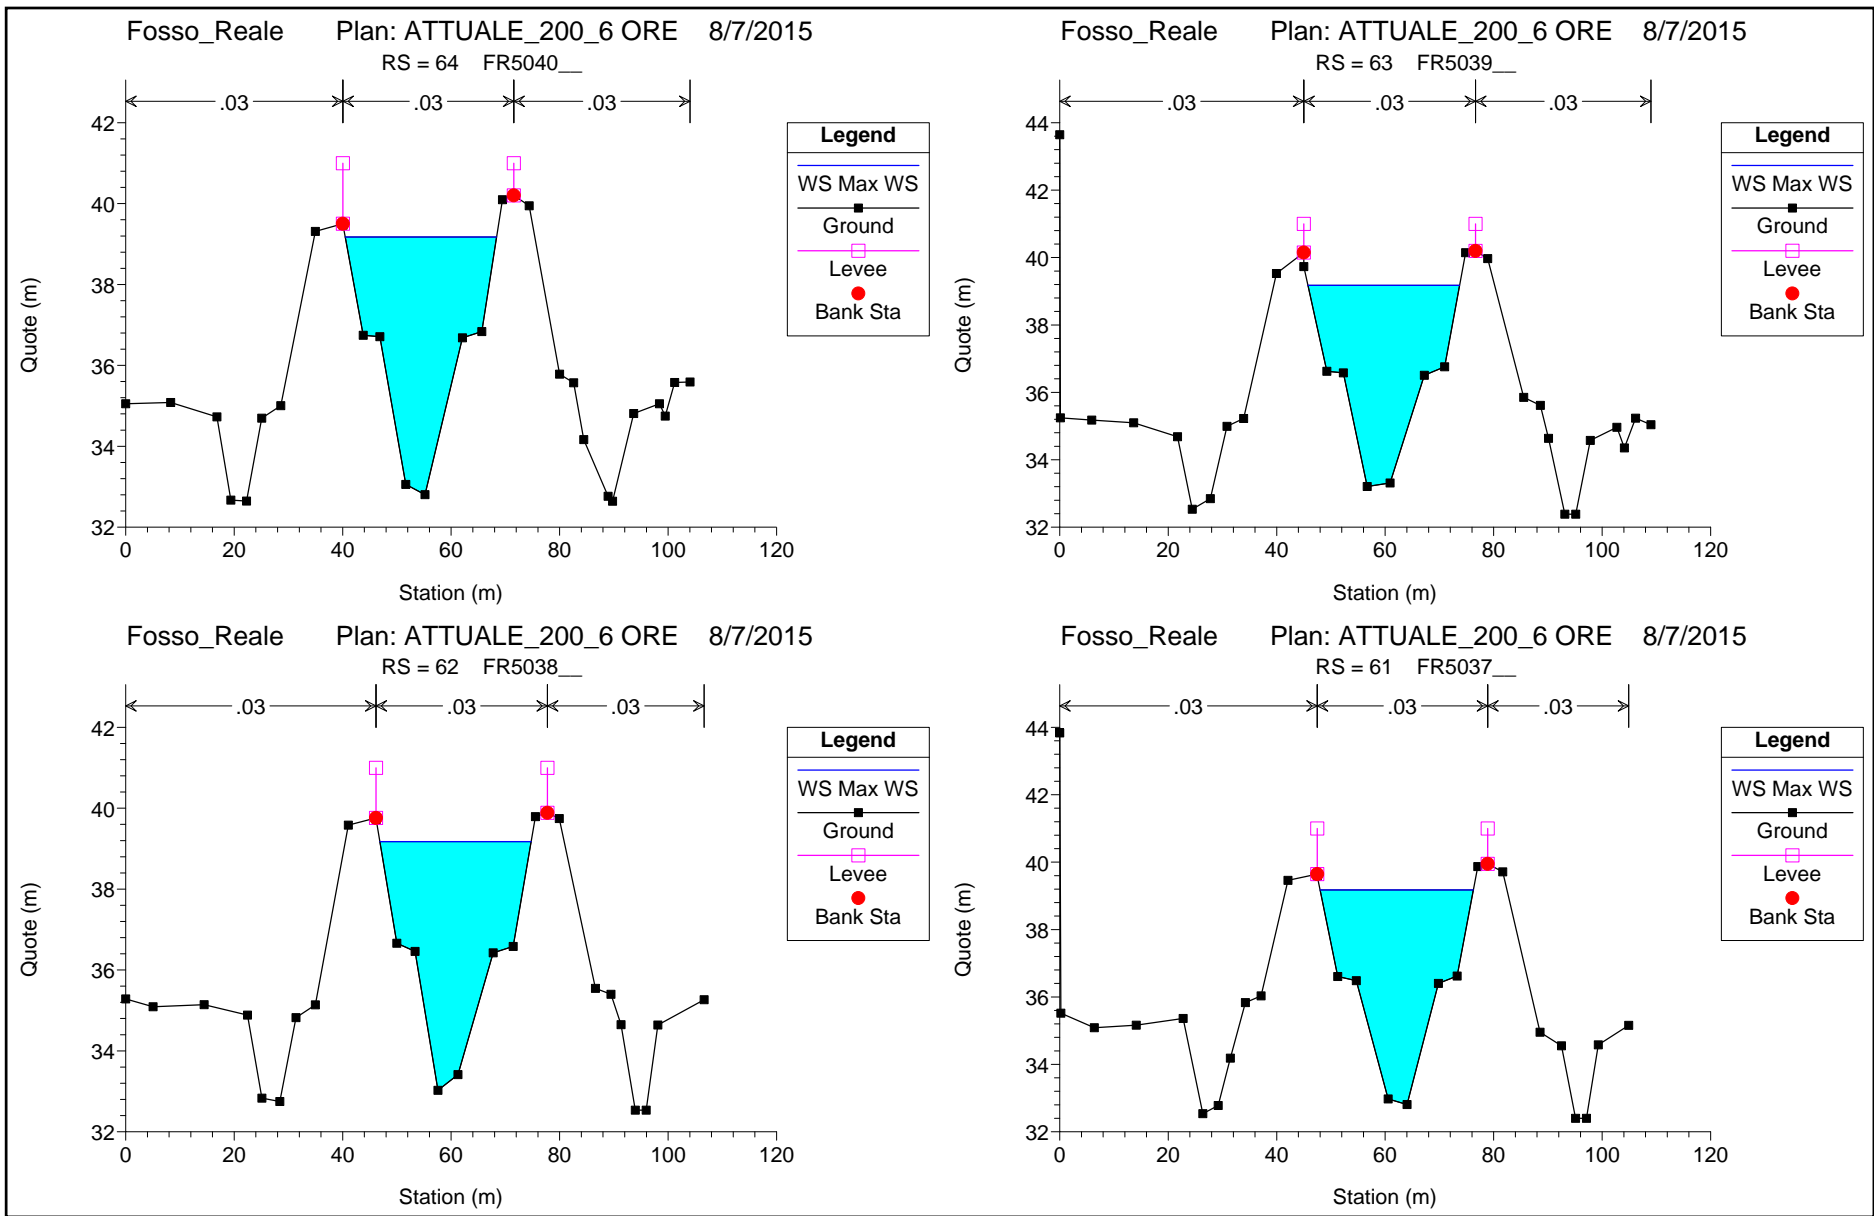 Fosso_Reale Plan: ATTUALE_200_6 ORE 8/7/2015
RS = 64 FR5040__
.03 .03 .03
42
40
38
36
34
32
Quote (m)
0 20 40 60 80 100 120
Station (m)
Legend
WS Max WS
Ground
Levee
Bank Sta
Fosso_Reale Plan: ATTUALE_200_6 ORE 8/7/2015
RS = 63 FR5039__
.03 .03 .03
44
42
40
38
36
34
32
Quote (m)
0 20 40 60 80 100 120
Station (m)
Legend
WS Max WS
Ground
Levee
Bank Sta
Fosso_Reale Plan: ATTUALE_200_6 ORE 8/7/2015
RS = 62 FR5038__
.03 .03 .03
42
40
38
36
34
32
Quote (m)
0 20 40 60 80 100 120
Station (m)
Legend
WS Max WS
Ground
Levee
Bank Sta
Fosso_Reale Plan: ATTUALE_200_6 ORE 8/7/2015
RS = 61 FR5037__
.03 .03 .03
44
42
40
38
36
34
32
Quote (m)
0 20 40 60 80 100 120
Station (m)
Legend
WS Max WS
Ground
Levee
Bank Sta